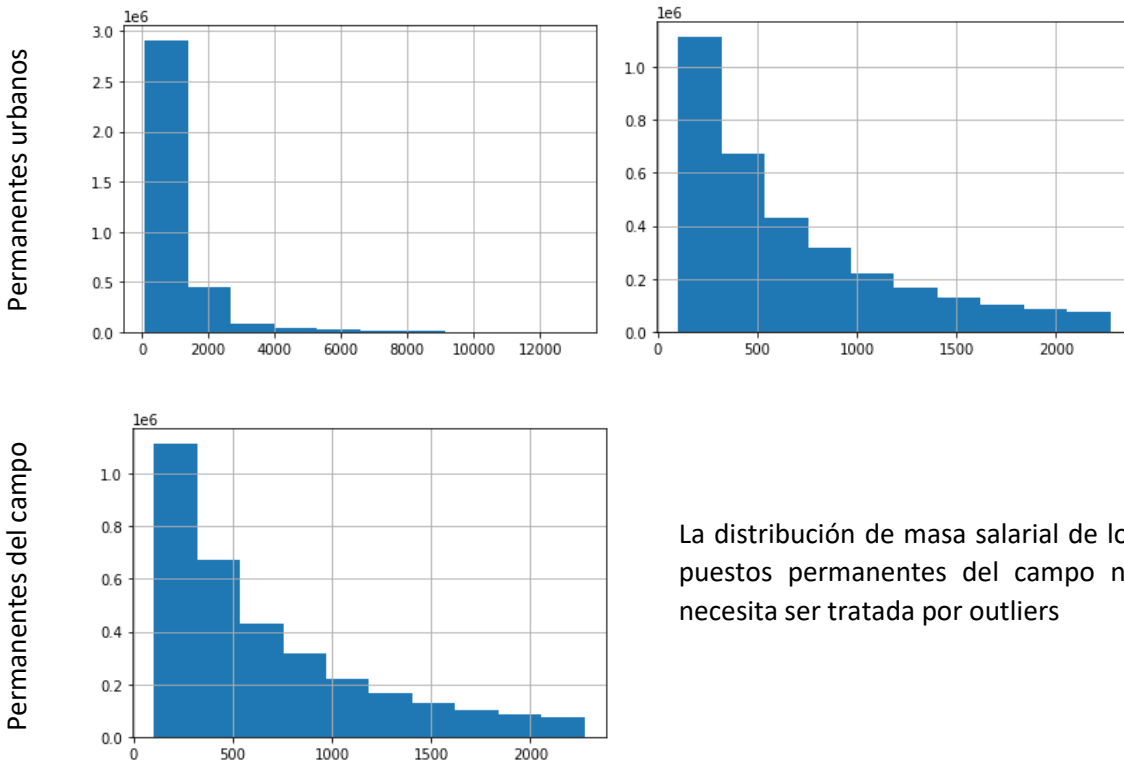 Permanentes urbanos
1e6
3.0
2.5
2.0
1.5
1.0
0.5
0.0
0 2000 4000 6000 8000 10000 12000
1e6
1.0
0.8
0.6
0.4
0.2
0.0
0 500 1000 1500 2000
Permanentes del campo
1e6
1.0
0.8
0.6
0.4
0.2
0.0
0 500 1000 1500 2000
La distribución de masa salarial de lo
puestos permanentes del campo n
necesita ser tratada por outliers